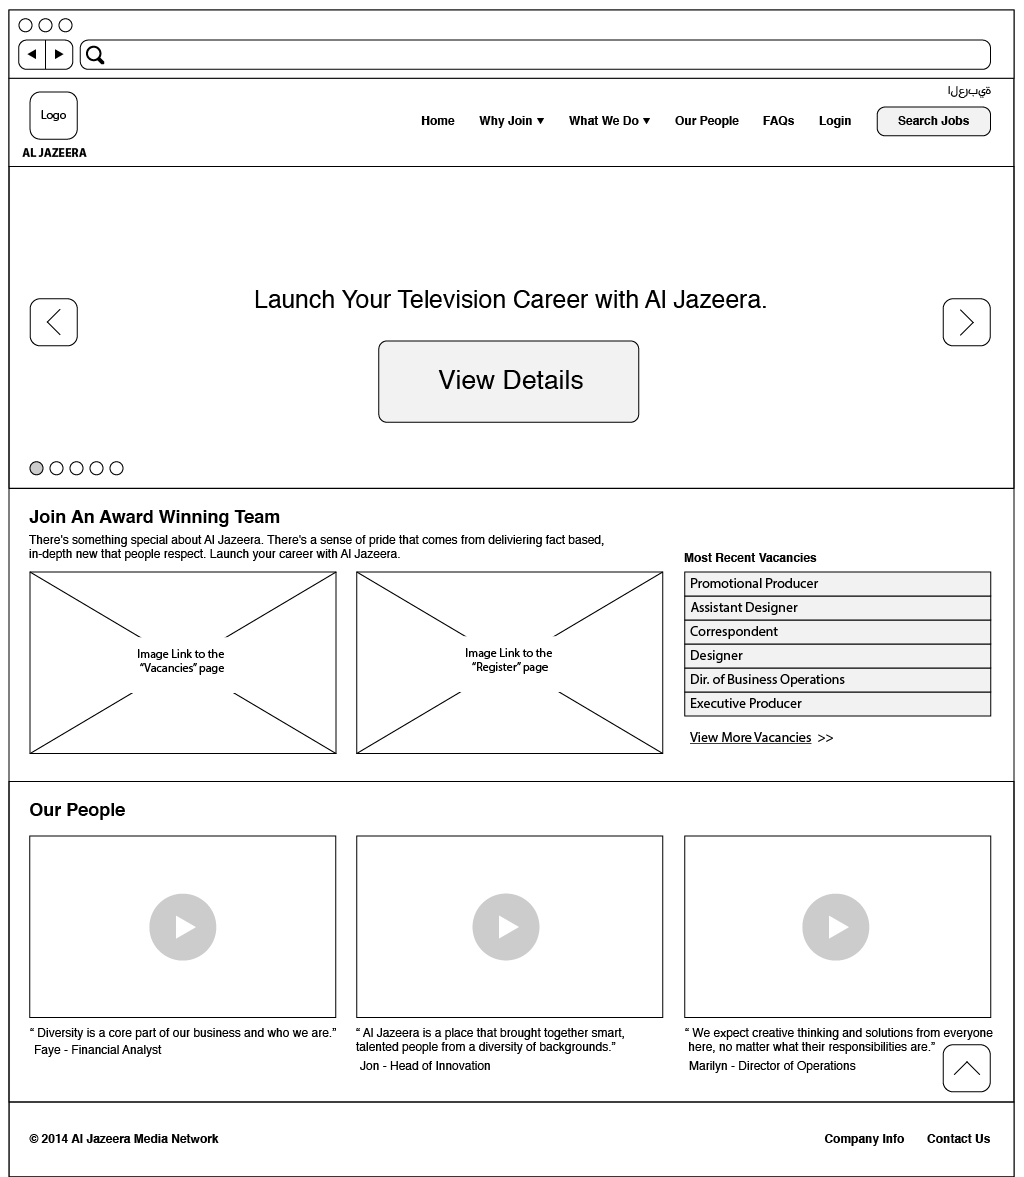 العربية
Logo
AL JAZEERA
Home
Why Join
What We Do
Our People
FAQs
Login
Search Jobs
Launch Your Television Career with Al Jazeera.
View Details
Join An Award Winning Team
There's something special about Al Jazeera. There's a sense of pride that comes from deliviering fact based,
in-depth new that people respect. Launch your career with Al Jazeera.
Image Link to the
“Vacancies” page
Image Link to the
“Register” page
Most Recent Vacancies
Promotional Producer
Assistant Designer
Correspondent
Designer
Dir. of Business Operations
Executive Producer
View More Vacancies >>
Our People
“ Diversity is a core part of our business and who we are.”
Faye - Financial Analyst
“ Al Jazeera is a place that brought together smart,
talented people from a diversity of backgrounds.”
Jon - Head of Innovation
“ We expect creative thinking and solutions from everyone
here, no matter what their responsibilities are.”
Marilyn - Director of Operations
© 2014 Al Jazeera Media Network
Company Info
Contact Us